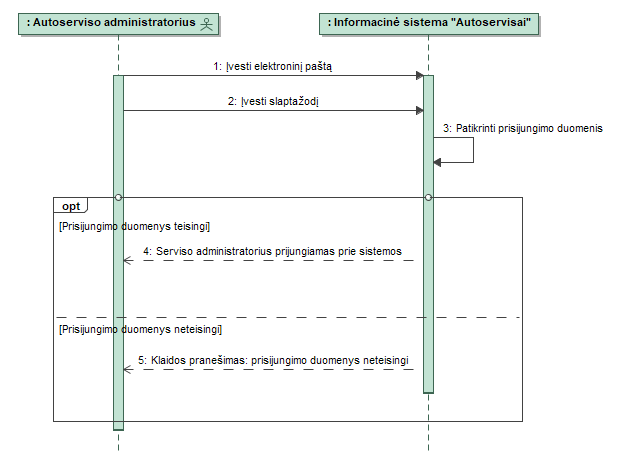 : Autoserviso administratorius
: Informacinė sistema "Autoservisai"
1: Įvesti elektroninį paštą
2: Įvesti slaptažodį
3: Patikrinti prisijungimo duomenis
opt
[Prisijungimo duomenys teisingi]
4: Serviso administratorius prijungiamas prie sistemos
[Prisijungimo duomenys neteisingi]
5: Klaidos pranešimas: prisijungimo duomenys neteisingi